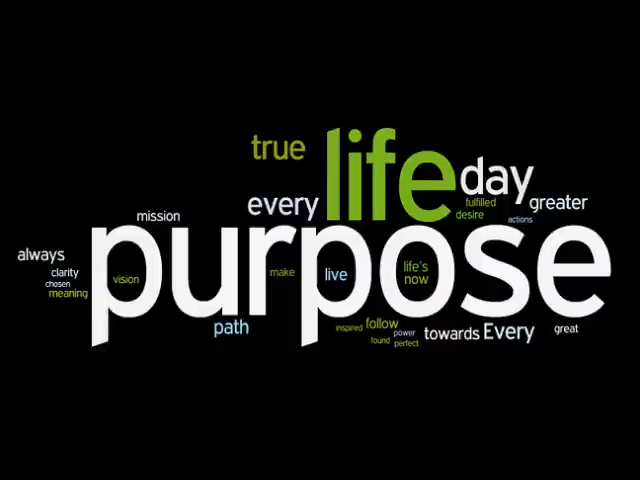 true life day
every fulfilled greater
mission desire actions
always purpose
clarity
chosen
meaning vision make live life's
now
path inspired follow power towards Every great
found perfect